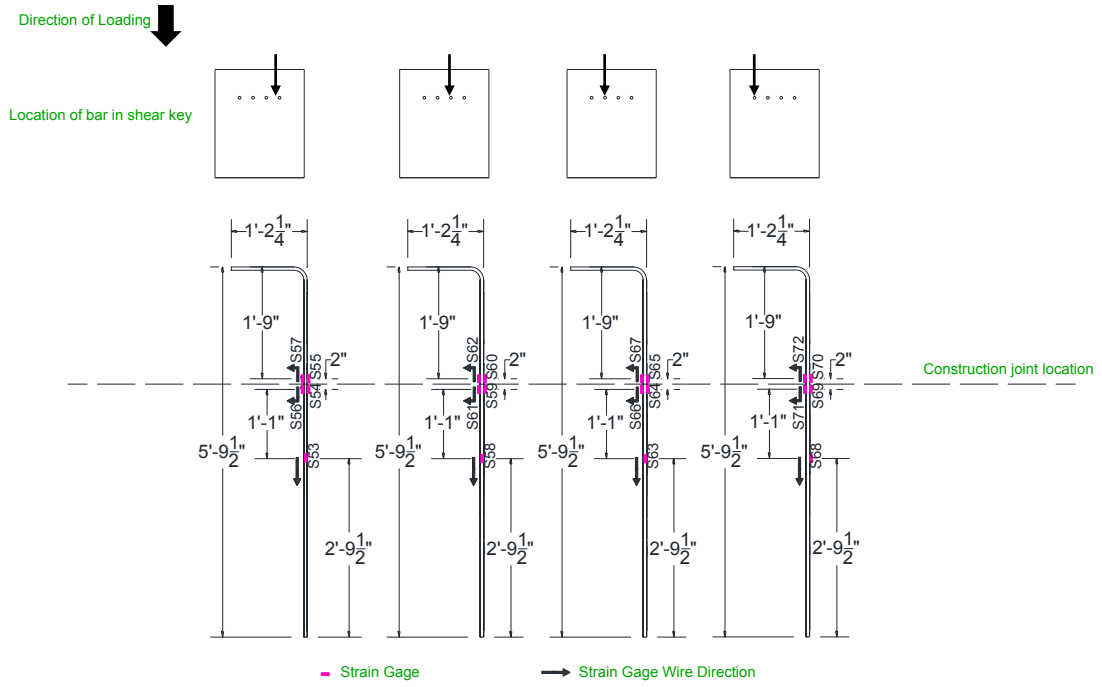 Direction of Loading
Location of bar in shear key
1'-2 1/4" 1'-2 1/4" 1'-2 1/4" 1'-2 1/4"
1'-9" 1'-9" 1'-9" 1'-9"
S57 S55 2" S62 S60 2" S67 S65 2" S72 S70 2"
Construction joint location
S56 S54 S61 S59 S66 S64 S71 S69
1'-1" 1'-1" 1'-1" 1'-1"
5'-9 1/2" S53 5'-9 1/2" S58 5'-9 1/2" S63 5'-9 1/2" S68
2'-9 1/2" 2'-9 1/2" 2'-9 1/2" 2'-9 1/2"
Strain Gage Strain Gage Wire Direction